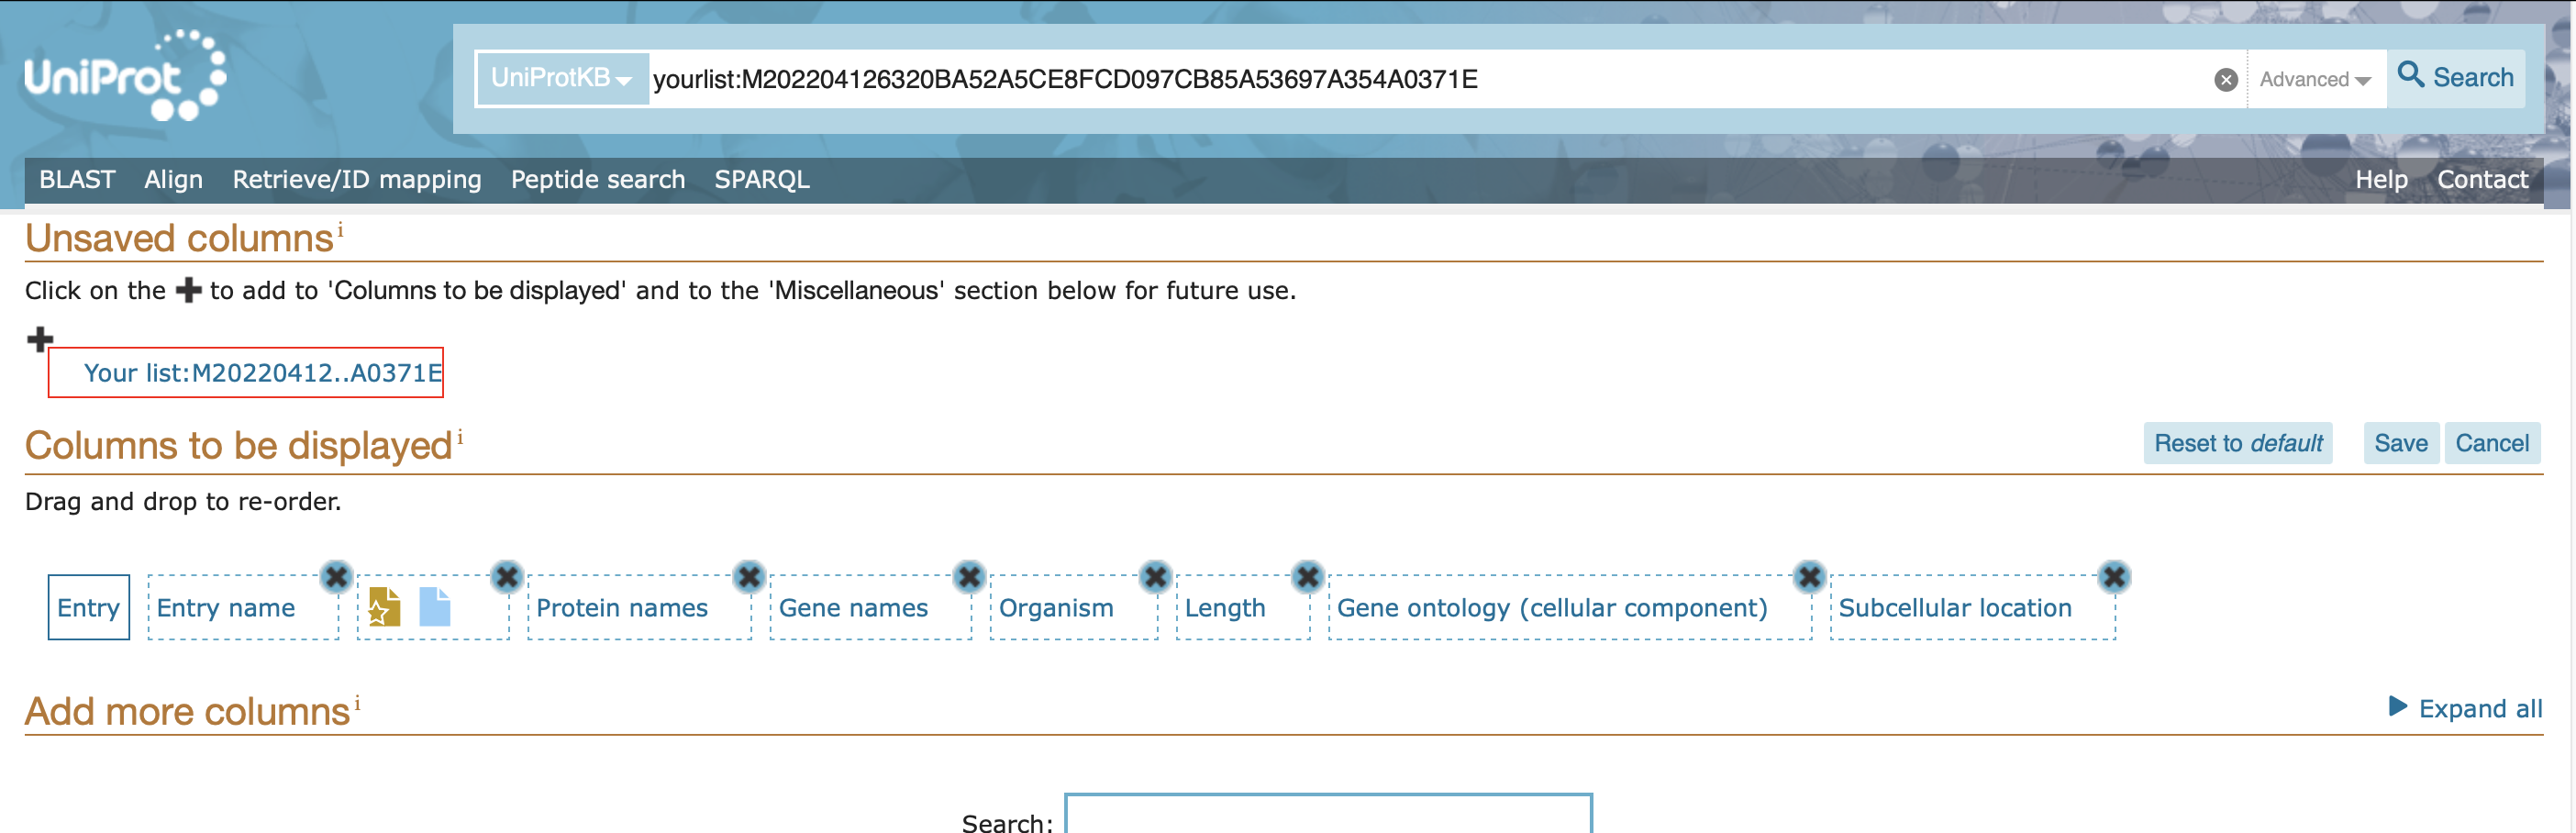 UniProt
UniProtKB yourlist:M202204126320BA52A5CE8FCD097CB85A53697A354A0371E Advanced Search
BLAST Align Retrieve/ID mapping Peptide search SPARQL Help Contact
Unsaved columns i
Click on the + to add to 'Columns to be displayed' and to the 'Miscellaneous' section below for future use.
Your list:M20220412..A0371E
Columns to be displayed i Reset to default Save Cancel
Drag and drop to re-order.
Entry Entry name Protein names Gene names Organism Length Gene ontology (cellular component) Subcellular location
Add more columns i Expand all
Search: